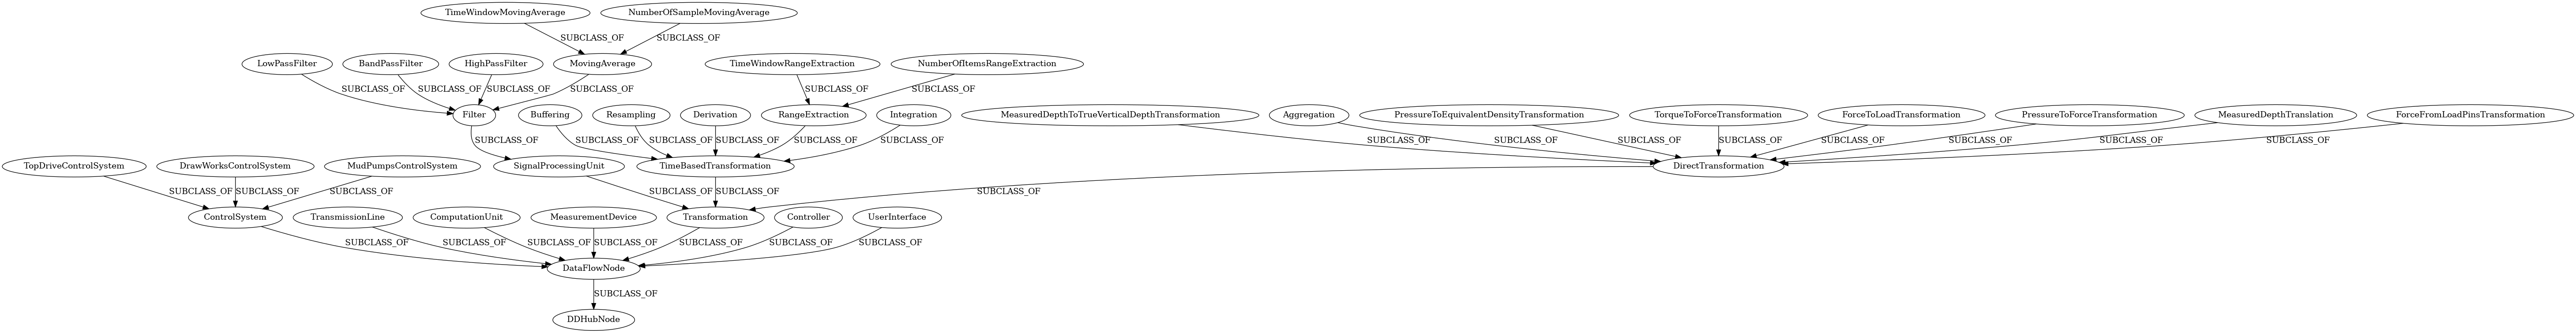 TimeWindowMovingAverage
NumberOfSampleMovingAverage
SUBCLASS_OF
SUBCLASS_OF
LowPassFilter
BandPassFilter
HighPassFilter
MovingAverage
TimeWindowRangeExtraction
NumberOfItemsRangeExtraction
SUBCLASS_OF
SUBCLASS_OF
SUBCLASS_OF
SUBCLASS_OF
SUBCLASS_OF
SUBCLASS_OF
Filter
Buffering
Resampling
Derivation
RangeExtraction
Integration
MeasuredDepthToTrueVerticalDepthTransformation
Aggregation
PressureToEquivalentDensityTransformation
TorqueToForceTransformation
ForceToLoadTransformation
PressureToForceTransformation
MeasuredDepthTranslation
ForceFromLoadPinsTransformation
SUBCLASS_OF
SUBCLASS_OF
SUBCLASS_OF
SUBCLASS_OF
SUBCLASS_OF
SUBCLASS_OF
SUBCLASS_OF
SUBCLASS_OF
SUBCLASS_OF
SUBCLASS_OF
SUBCLASS_OF
SUBCLASS_OF
SUBCLASS_OF
SUBCLASS_OF
TopDriveControlSystem
DrawWorksControlSystem
MudPumpsControlSystem
SignalProcessingUnit
TimeBasedTransformation
DirectTransformation
SUBCLASS_OF
SUBCLASS_OF
SUBCLASS_OF
SUBCLASS_OF
SUBCLASS_OF
SUBCLASS_OF
ControlSystem
TransmissionLine
ComputationUnit
MeasurementDevice
Transformation
Controller
UserInterface
SUBCLASS_OF
SUBCLASS_OF
SUBCLASS_OF
SUBCLASS_OF
SUBCLASS_OF
SUBCLASS_OF
SUBCLASS_OF
DataFlowNode
SUBCLASS_OF
DDHubNode